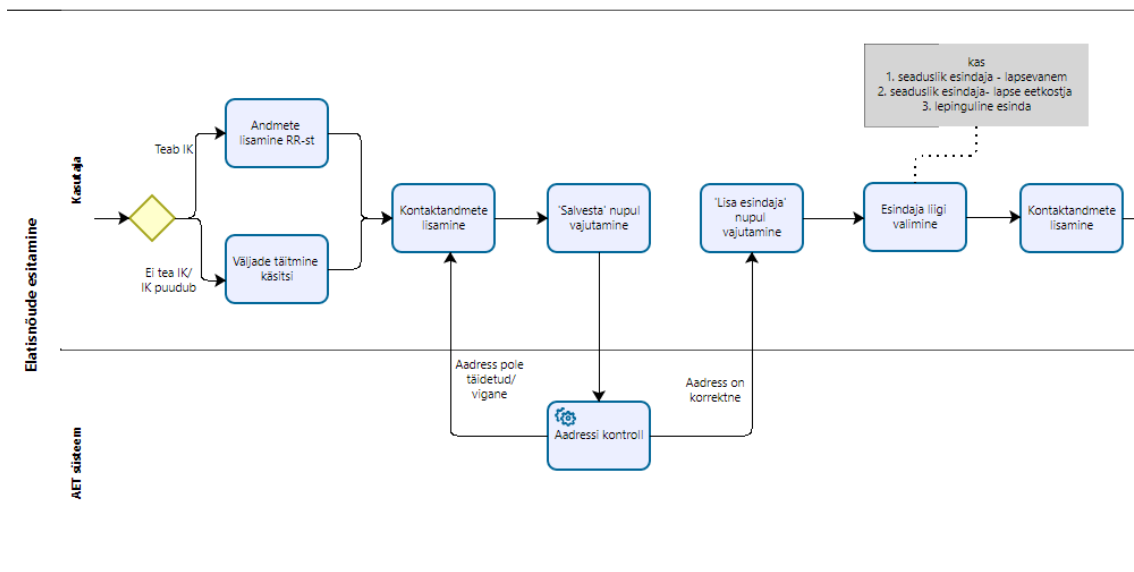 Elatisnõude esitamine
Kasutaja
Teab IK
Ei tea IK/
IK puudub
Andmete
lisamine RR-st
Väljade täitmine
käsitsi
Kontaktandmete
lisamine
'Salvesta' nupul
vajutamine
'Lisa esindaja'
nupul
vajutamine
Esindaja liigi
valimine
kas
1. seaduslik esindaja - lapsevanem
2. seaduslik esindaja- lapse eetkostja
3. lepinguline esinda
Kontaktandmete
lisamine
AET süsteem
Aadress pole
täidetud/
vigane
Aadressi kontroll
Aadress on
korrektne